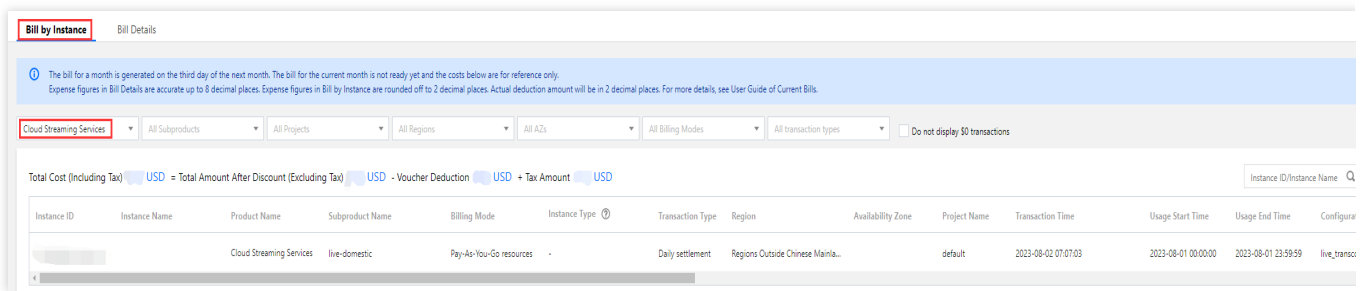 Bill by Instance Bill Details
The bill for a month is generated on the third day of the next month. The bill for the current month is not ready yet and the costs below are for reference only.
Expense figures in Bill Details are accurate up to 8 decimal places. Expense figures in Bill by Instance are rounded off to 2 decimal places. Actual deduction amount will be in 2 decimal places. For more details, see User Guide of Current Bills.
Cloud Streaming Services All Subproducts All Projects All Regions All AZs All Billing Modes All transaction types Do not display $0 transactions
Total Cost (Including Tax) USD = Total Amount After Discount (Excluding Tax) USD - Voucher Deduction USD + Tax Amount USD Instance ID/Instance Name
Instance ID Instance Name Product Name Subproduct Name Billing Mode Instance Type Transaction Type Region Availability Zone Project Name Transaction Time Usage Start Time Usage End Time Configurat
Cloud Streaming Services live-domestic Pay-As-You-Go resources - Daily settlement Regions Outside Chinese Mainla... default 2023-08-02 07:07:03 2023-08-01 00:00:00 2023-08-01 23:59:59 live_transco